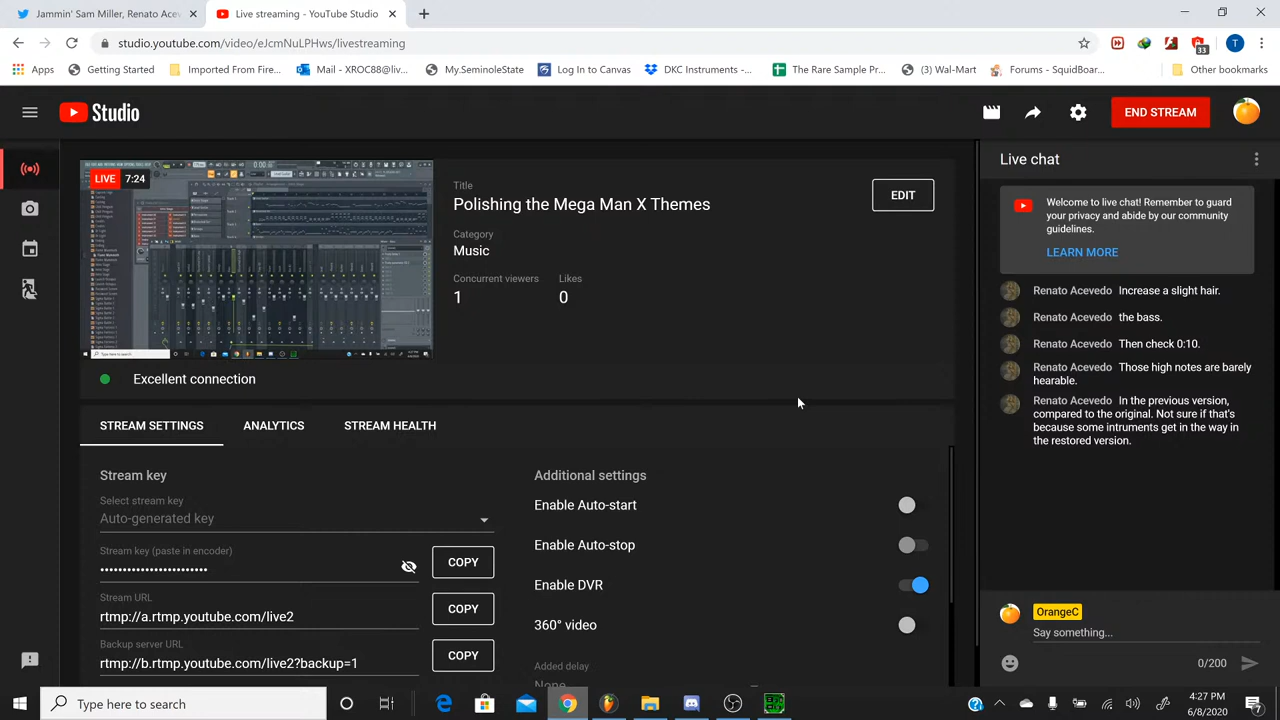 Jammin' Sam Miller, Renato Aceve
Live streaming - YouTube Studio
studio.youtube.com/video/eJcmNuLPHws/livestreaming
33
T
Apps
Getting Started
Imported From Fire...
Mail - XROC88@liv...
My.SeminoleState
Log In to Canvas
DKC Instruments -...
The Rare Sample Pr...
(W) Wal-Mart
Forums - SquidBoar...
Other bookmarks
Studio
END STREAM
LIVE 7:24
Title
Polishing the Mega Man X Themes
EDIT
Category
Music
Concurrent viewers
Likes
1
0
Excellent connection
STREAM SETTINGS
ANALYTICS
STREAM HEALTH
Stream key
Select stream key
Auto-generated key
Stream key (paste in encoder)
••••••••••••••••••••••••
COPY
Stream URL
rtmp://a.rtmp.youtube.com/live2
COPY
Backup server URL
rtmp://b.rtmp.youtube.com/live2?backup=1
COPY
Additional settings
Enable Auto-start
Enable Auto-stop
Enable DVR
360° video
Added delay
None
Live chat
Welcome to live chat! Remember to guard
your privacy and abide by our community
guidelines.
LEARN MORE
Renato Acevedo Increase a slight hair.
Renato Acevedo the bass.
Renato Acevedo Then check 0:10.
Renato Acevedo Those high notes are barely
hearable.
Renato Acevedo In the previous version,
compared to the original. Not sure if that's
because some intruments get in the way in
the restored version.
OrangeC
Say something...
0/200
Type here to search
4:27 PM
6/8/2020
7